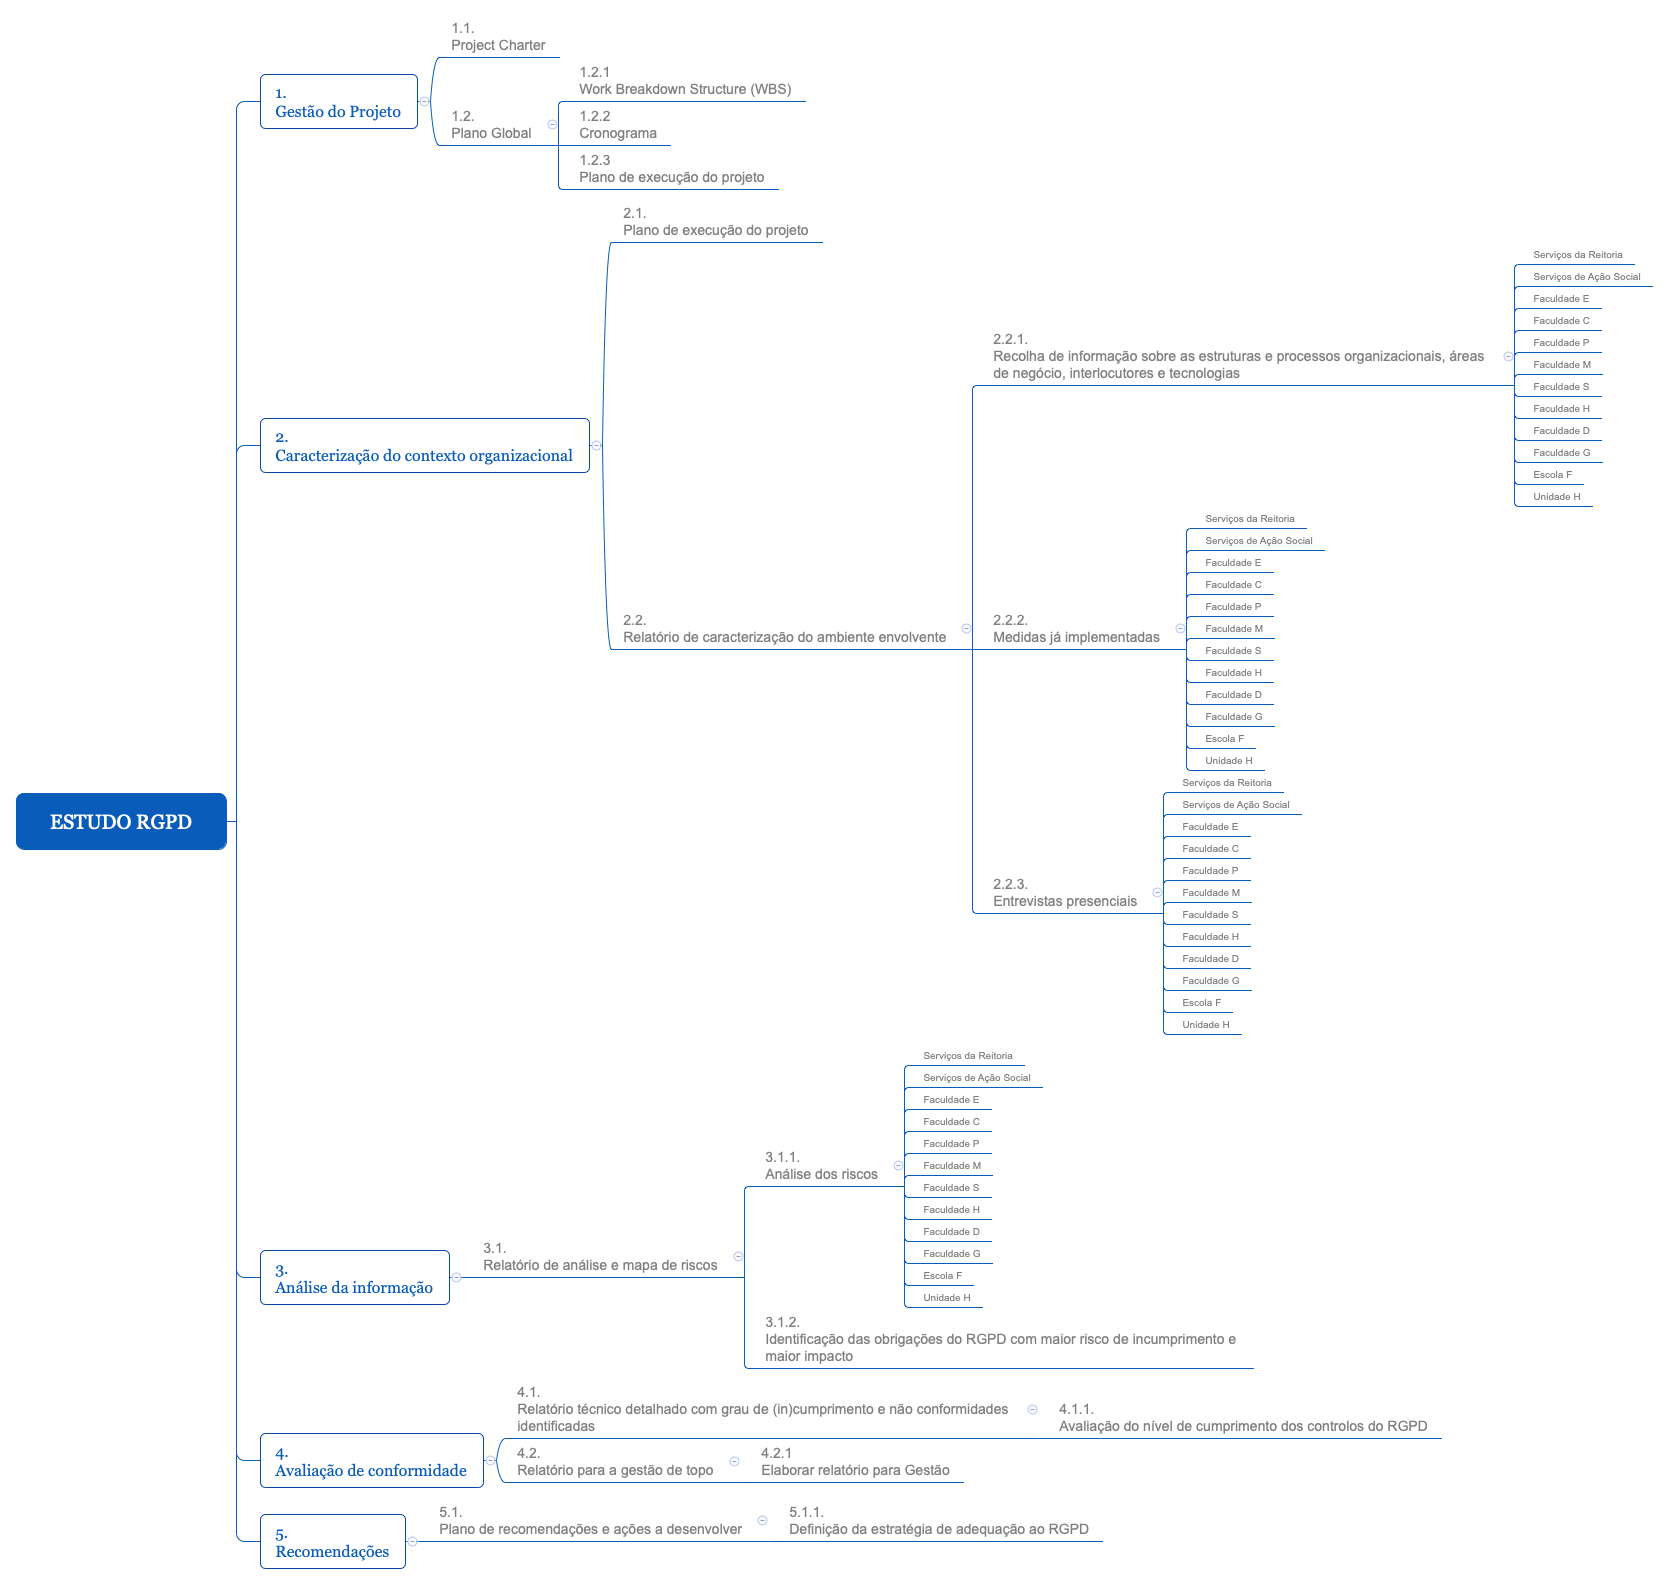 1.1.
Project Charter
1.
Gestão do Projeto
1.2.
Plano Global
1.2.1
Work Breakdown Structure (WBS)
1.2.2
Cronograma
1.2.3
Plano de execução do projeto
2.
Caracterização do contexto organizacional
2.1.
Plano de execução do projeto
2.2.
Relatório de caracterização do ambiente envolvente
2.2.1.
Recolha de informação sobre as estruturas e processos organizacionais, áreas
de negócio, interlocutores e tecnologias
Serviços da Reitoria
Serviços de Ação Social
Faculdade E
Faculdade C
Faculdade P
Faculdade M
Faculdade S
Faculdade H
Faculdade D
Faculdade G
Escola F
Unidade H
2.2.2.
Medidas já implementadas
Serviços da Reitoria
Serviços de Ação Social
Faculdade E
Faculdade C
Faculdade P
Faculdade M
Faculdade S
Faculdade H
Faculdade D
Faculdade G
Escola F
Unidade H
2.2.3.
Entrevistas presenciais
Serviços da Reitoria
Serviços de Ação Social
Faculdade E
Faculdade C
Faculdade P
Faculdade M
Faculdade S
Faculdade H
Faculdade D
Faculdade G
Escola F
Unidade H
ESTUDO RGPD
3.
Análise da informação
3.1.
Relatório de análise e mapa de riscos
3.1.1.
Análise dos riscos
Serviços da Reitoria
Serviços de Ação Social
Faculdade E
Faculdade C
Faculdade P
Faculdade M
Faculdade S
Faculdade H
Faculdade D
Faculdade G
Escola F
Unidade H
3.1.2.
Identificação das obrigações do RGPD com maior risco de incumprimento e
maior impacto
4.
Avaliação de conformidade
4.1.
Relatório técnico detalhado com grau de (in)cumprimento e não conformidades
identificadas
4.1.1.
Avaliação do nível de cumprimento dos controlos do RGPD
4.2.
Relatório para a gestão de topo
4.2.1
Elaborar relatório para Gestão
5.
Recomendações
5.1.
Plano de recomendações e ações a desenvolver
5.1.1.
Definição da estratégia de adequação ao RGPD